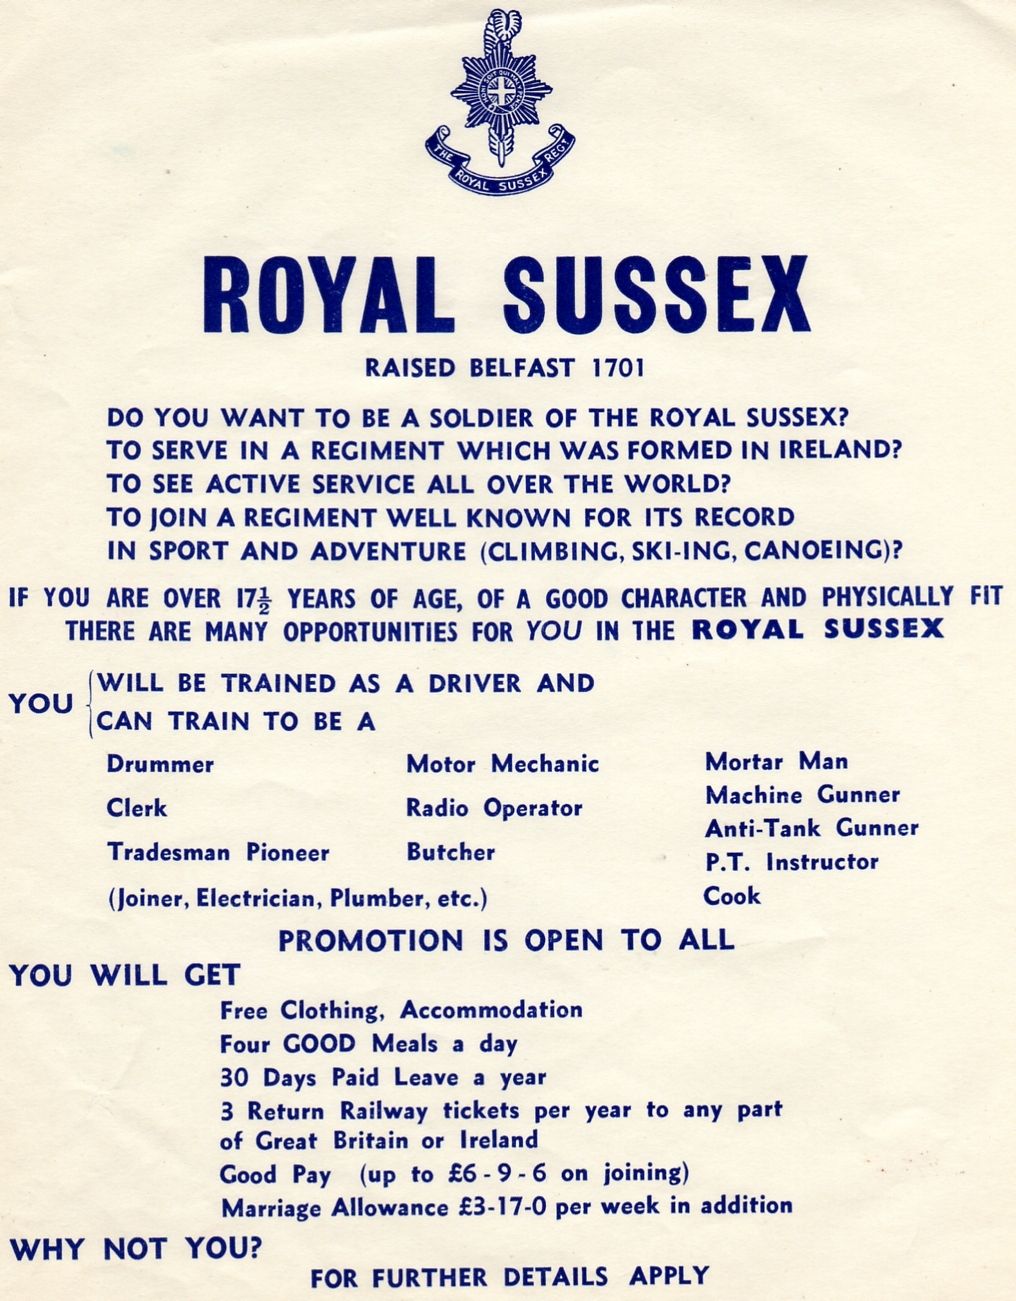 HONI SOIT QUI MAL Y PENSE
THE ROYAL SUSSEX REGT
ROYAL SUSSEX
RAISED BELFAST 1701
DO YOU WANT TO BE A SOLDIER OF THE ROYAL SUSSEX?
TO SERVE IN A REGIMENT WHICH WAS FORMED IN IRELAND?
TO SEE ACTIVE SERVICE ALL OVER THE WORLD?
TO JOIN A REGIMENT WELL KNOWN FOR ITS RECORD
IN SPORT AND ADVENTURE (CLIMBING, SKI-ING, CANOEING)?
IF YOU ARE OVER 17½ YEARS OF AGE, OF A GOOD CHARACTER AND PHYSICALLY FIT
THERE ARE MANY OPPORTUNITIES FOR YOU IN THE ROYAL SUSSEX
YOU
WILL BE TRAINED AS A DRIVER AND
CAN TRAIN TO BE A
Drummer
Clerk
Tradesman Pioneer
(Joiner, Electrician, Plumber, etc.)
Motor Mechanic
Radio Operator
Butcher
Mortar Man
Machine Gunner
Anti-Tank Gunner
P.T. Instructor
Cook
PROMOTION IS OPEN TO ALL
YOU WILL GET
Free Clothing, Accommodation
Four GOOD Meals a day
30 Days Paid Leave a year
3 Return Railway tickets per year to any part
of Great Britain or Ireland
Good Pay (up to £6-9-6 on joining)
Marriage Allowance £3-17-0 per week in addition
WHY NOT YOU?
FOR FURTHER DETAILS APPLY